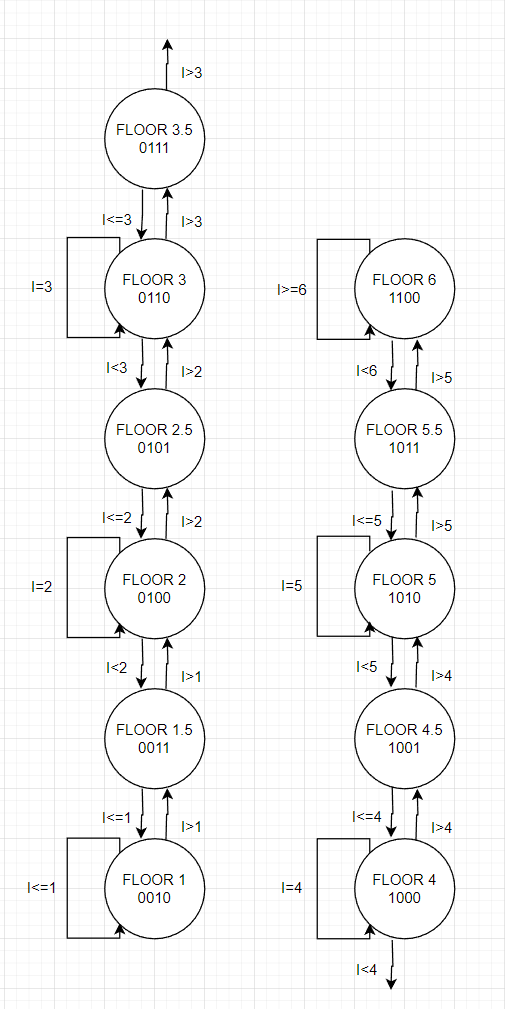 I>3
FLOOR 3.5
0111
I<=3
I>3
I=3
FLOOR 3
0110
I<3
I>2
FLOOR 2.5
0101
I<=2
I>2
I=2
FLOOR 2
0100
I<2
I>1
FLOOR 1.5
0011
I<=1
I>1
I<=1
FLOOR 1
0010
I>=6
FLOOR 6
1100
I<6
I>5
FLOOR 5.5
1011
I<=5
I>5
I=5
FLOOR 5
1010
I<5
I>4
FLOOR 4.5
1001
I<=4
I>4
I=4
FLOOR 4
1000
I<4